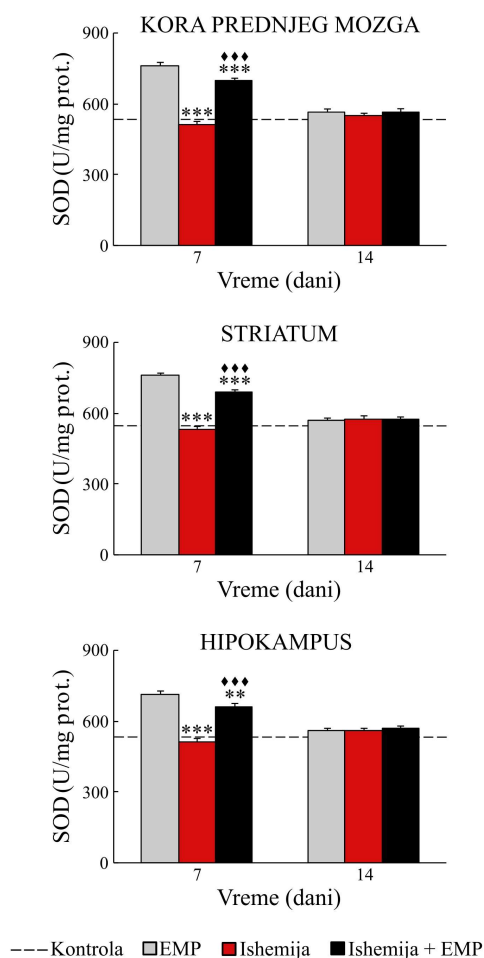 KORA PREDNJEG MOZGA
SOD (U/mg prot.)
900
600
300
0
♦♦♦
***
***
7
14
Vreme (dani)
STRIATUM
SOD (U/mg prot.)
900
600
300
0
♦♦♦
***
***
7
14
Vreme (dani)
HIPOKAMPUS
SOD (U/mg prot.)
900
600
300
0
♦♦♦
**
***
7
14
Vreme (dani)
Kontrola EMP Ishemija Ishemija + EMP